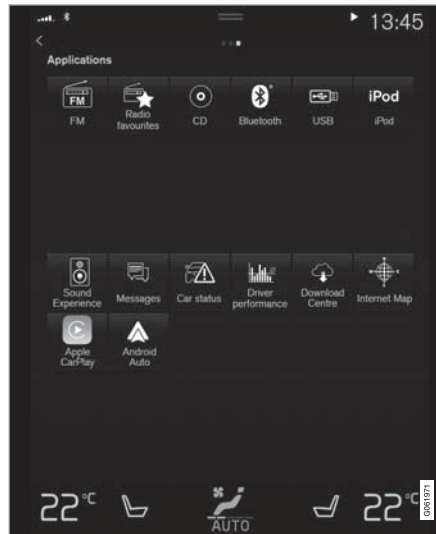 13:45
Applications
FM
iPod
FM
Radio
favourites
CD
Bluetooth
USB
iPod
Sound
Experience
Messages
Car status
Driver
performance
Download
Centre
Internet Map
Apple
CarPlay
Android
Auto
22°C
AUTO
22°C
G061971